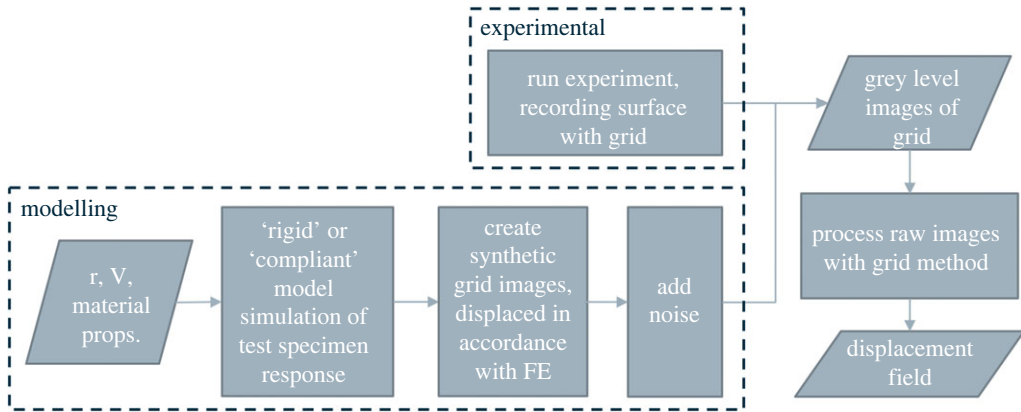 experimental
run experiment,
recording surface
with grid
grey level
images of
grid
process raw images
with grid method
displacement
field
modelling
r, V,
material
props.
‘rigid’ or
‘compliant’
model
simulation of
test specimen
response
create
synthetic
grid images,
displaced in
accordance
with FE
add
noise